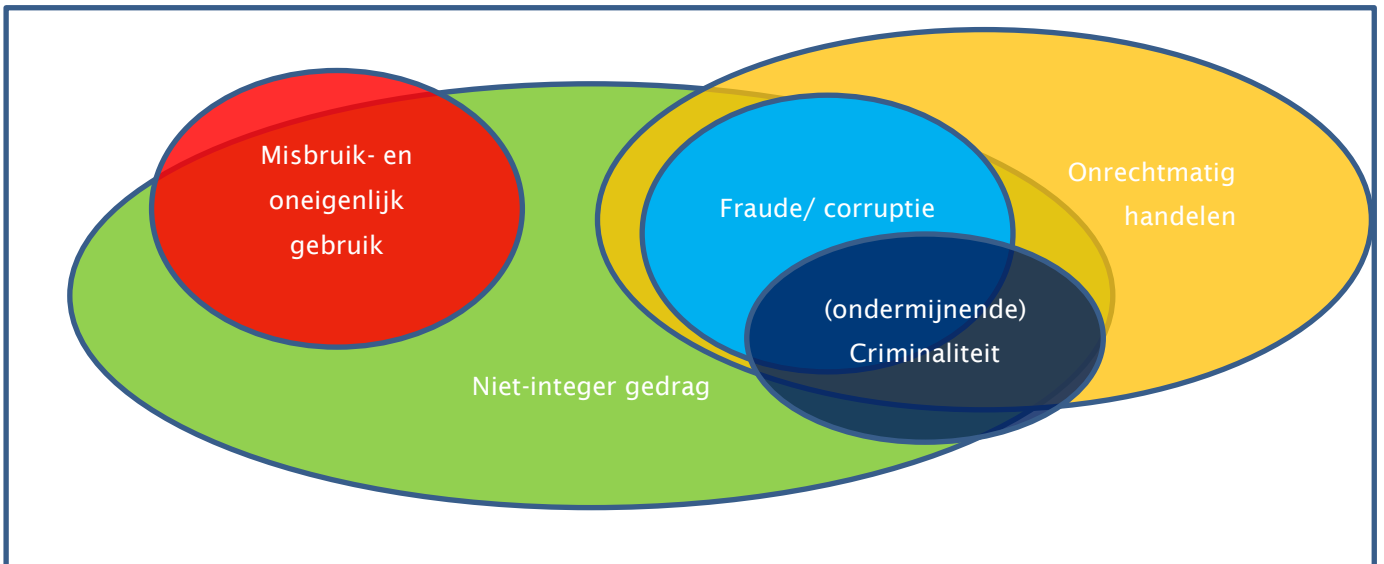 Misbruik- en
oneigenlijk
gebruik
Fraude/ corruptie
Onrechtmatig
handelen
(ondermijnende)
Criminaliteit
Niet-integer gedrag